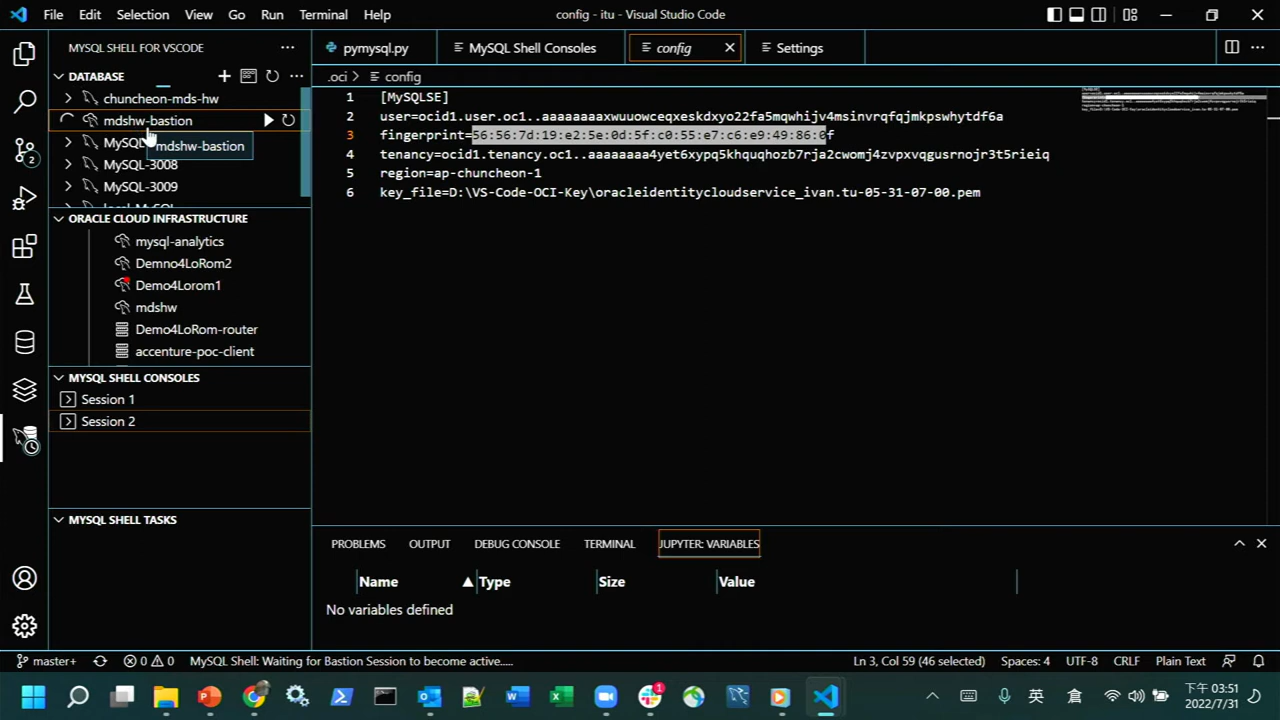 File Edit Selection View Go Run Terminal Help
config - itu - Visual Studio Code
MYSQL SHELL FOR VSCODE
DATABASE
chuncheon-mds-hw
mdshw-bastion
MySQL
mdshw-bastion
MySQL-3008
MySQL-3009
local-MySQL
ORACLE CLOUD INFRASTRUCTURE
mysql-analytics
Demno4LoRom2
Demo4Lorom1
mdshw
Demo4LoRom-router
accenture-poc-client
MYSQL SHELL CONSOLES
Session 1
Session 2
MYSQL SHELL TASKS
2
pymysql.py
MySQL Shell Consoles
config
Settings
.oci > config
1 [MySQLSE]
2 user=ocid1.user.oc1..aaaaaaaaxwuuowceqxeskdxyo22fa5mqwhijv4msinvrqfqjmkpswhytdf6a
3 fingerprint=56:56:7d:19:e2:5e:0d:5f:c0:55:e7:c6:e9:49:86:0f
4 tenancy=ocid1.tenancy.oc1..aaaaaaaa4yet6xypq5khquqhozb7rja2cwomj4zvpxvqgusrnojr3t5rieiq
5 region=ap-chuncheon-1
6 key_file=D:\VS-Code-OCI-Key\oracleidentitycloudservice_ivan.tu-05-31-07-00.pem
PROBLEMS OUTPUT DEBUG CONSOLE TERMINAL JUPYTER: VARIABLES
Name Type Size Value
No variables defined
master+ 0 0 MySQL Shell: Waiting for Bastion Session to become active.... Ln 3, Col 59 (46 selected) Spaces: 4 UTF-8 CRLF Plain Text
1
英
倉
下午 03:51
2022/7/31